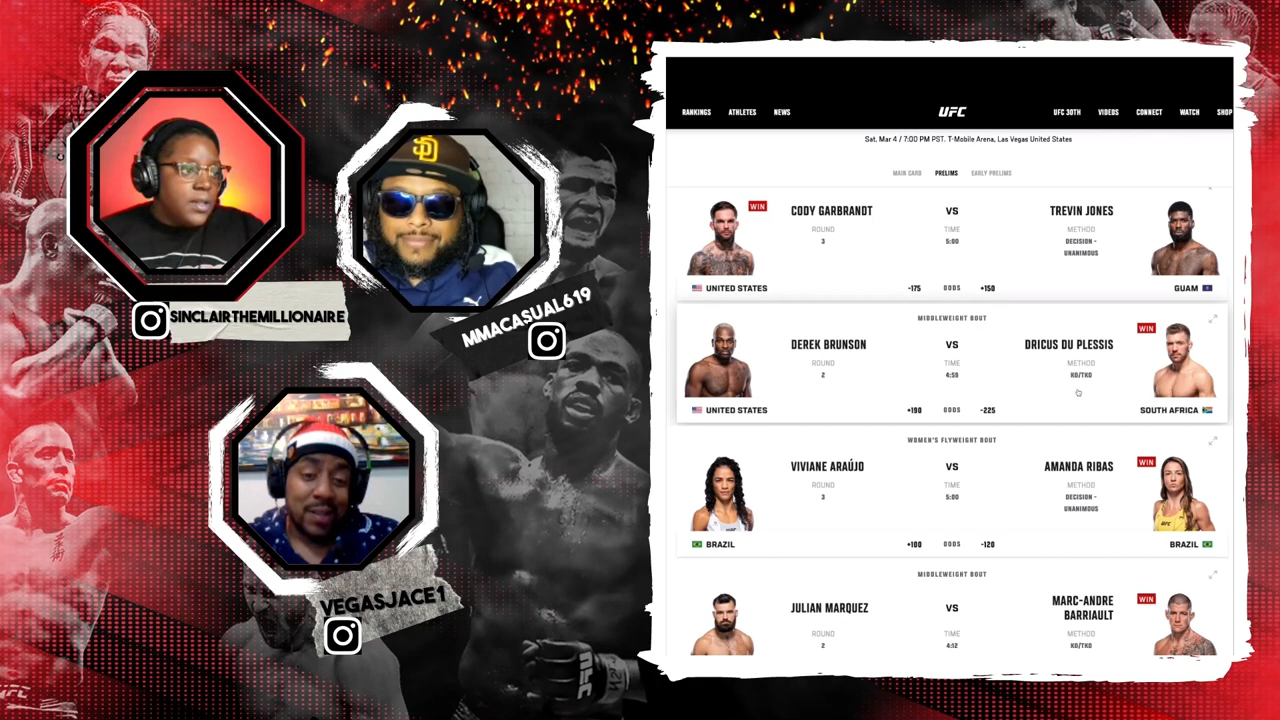 SINCLAIRTHEMILLIONAIRE
MMACASUAL619
VEGASJACE1
RANKINGS ATHLETES NEWS UFC UFC 30TH VIDEOS CONNECT WATCH SHOP
Sat, Mar 4 / 7:00 PM PST. T-Mobile Arena, Las Vegas United States
MAIN CARD PRELIMS EARLY PRELIMS
WIN CODY GARBRANDT VS TREVIN JONES
ROUND TIME METHOD
3 5:00 DECISION -
UNANIMOUS
UNITED STATES -175 ODDS +150 GUAM
MIDDLEWEIGHT BOUT
DEREK BRUNSON VS DRICUS DU PLESSIS WIN
ROUND TIME METHOD
2 4:59 KO/TKO
UNITED STATES +190 ODDS -225 SOUTH AFRICA
WOMEN'S FLYWEIGHT BOUT
VIVIANE ARAÚJO VS AMANDA RIBAS WIN
ROUND TIME METHOD
3 5:00 DECISION -
UNANIMOUS
BRAZIL +100 ODDS -120 BRAZIL
MIDDLEWEIGHT BOUT
JULIAN MARQUEZ VS MARC-ANDRE
BARRIAULT WIN
ROUND TIME METHOD
2 4:12 KO/TKO
SD
UFC
UFC